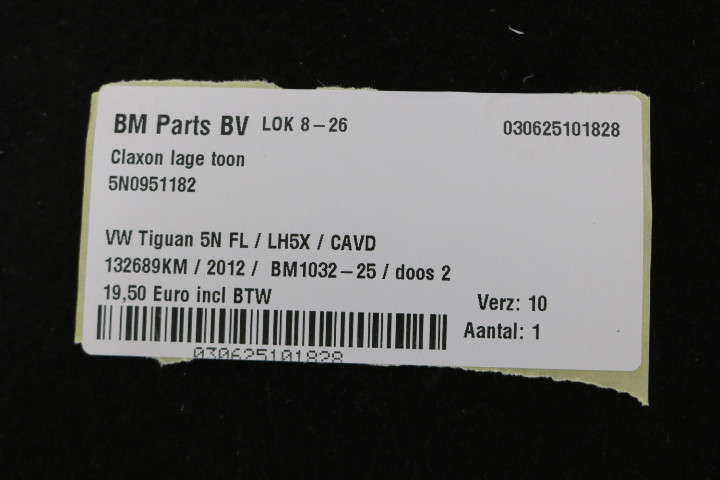 BM Parts BV LOK 8-26 030625101828
Claxon lage toon
5N0951182
VW Tiguan 5N FL / LH5X / CAVD
132689KM / 2012 / BM1032-25 / doos 2
19,50 Euro incl BTW Verz: 10
Aantal: 1
030625101828